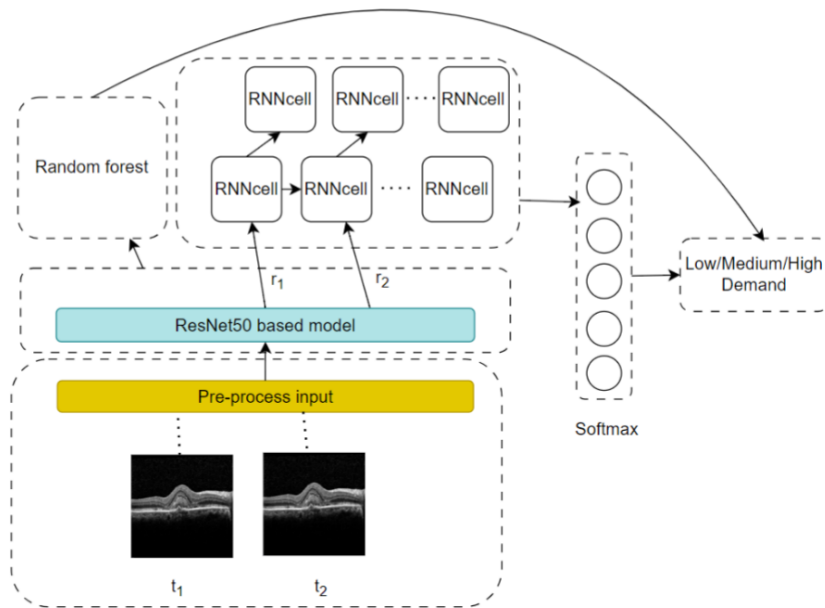 RNNcell
RNNcell
RNNcell
Random forest
RNNcell
RNNcell
RNNcell
Low/Medium/High
Demand
r1
r2
ResNet50 based model
Pre-process input
Softmax
t1
t2